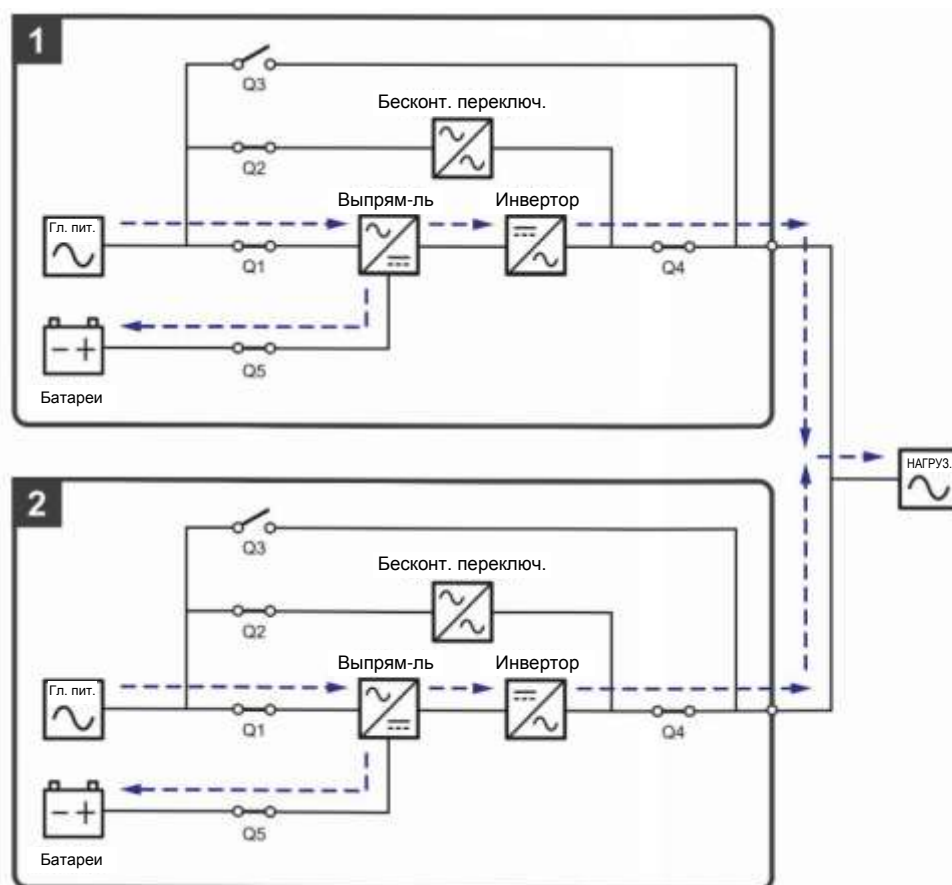 1
Q3
Бесконт. переключ.
Q2
Выпрям-ль
Инвертор
Гл. пит.
Q1
Q4
Q5
Батареи
НАГРУЗ.
2
Q3
Бесконт. переключ.
Q2
Выпрям-ль
Инвертор
Гл. пит.
Q1
Q4
Q5
Батареи